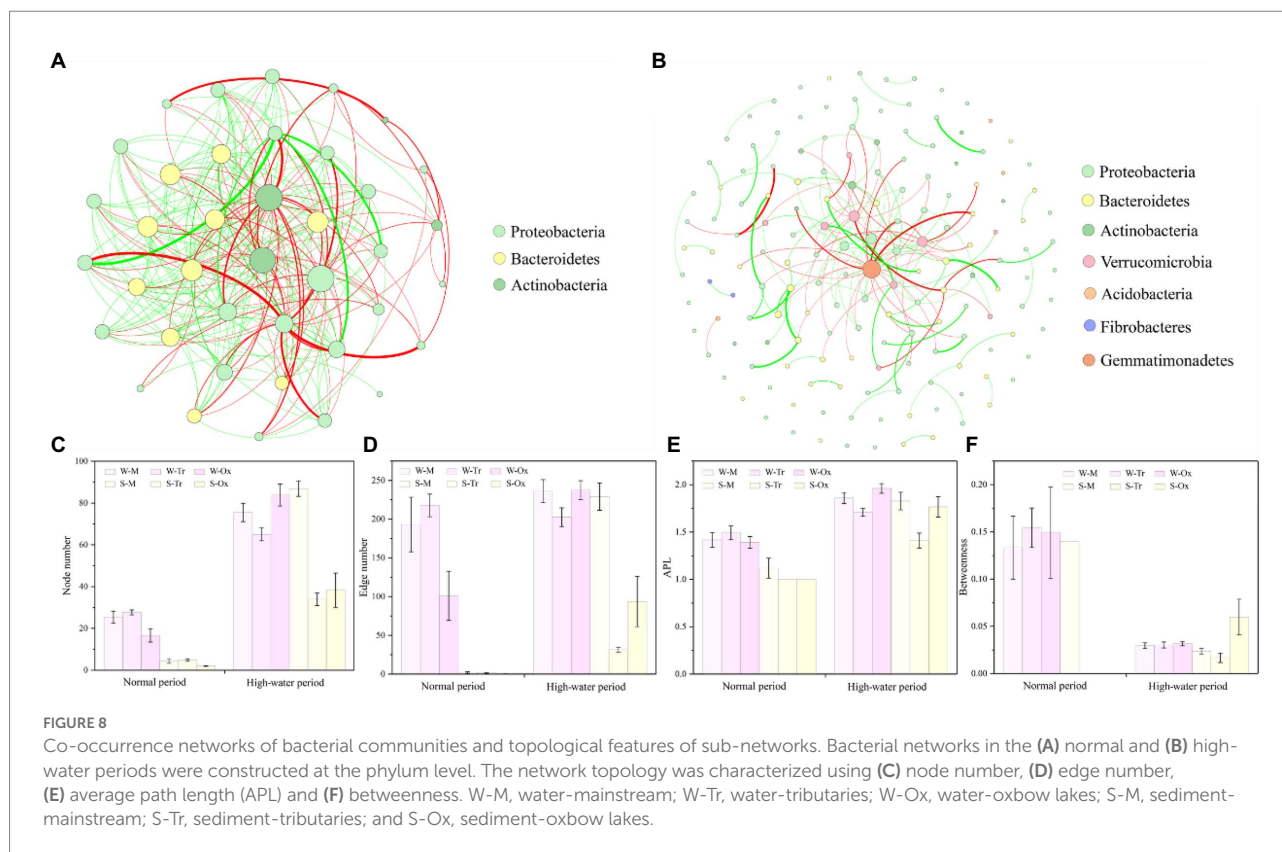 A
B
Proteobacteria
Bacteroidetes
Actinobacteria
Proteobacteria
Bacteroidetes
Actinobacteria
Verrucomicrobia
Acidobacteria
Fibrobacteres
Gemmatimonadetes
C
W-M W-Tr W-Ox
S-M S-Tr S-Ox
Node number
100
80
60
40
20
0
Normal period High-water period
D
W-M W-Tr W-Ox
S-M S-Tr S-Ox
Edge number
250
200
150
100
50
0
Normal period High-water period
E
W-M W-Tr W-Ox
S-M S-Tr S-Ox
APL
2.0
1.5
1.0
0.5
0.0
Normal period High-water period
F
W-M W-Tr W-Ox
S-M S-Tr S-Ox
Betweenness
0.20
0.15
0.10
0.05
0.00
Normal period High-water period
FIGURE 8
Co-occurrence networks of bacterial communities and topological features of sub-networks. Bacterial networks in the (A) normal and (B) high-
water periods were constructed at the phylum level. The network topology was characterized using (C) node number, (D) edge number,
(E) average path length (APL) and (F) betweenness. W-M, water-mainstream; W-Tr, water-tributaries; W-Ox, water-oxbow lakes; S-M, sediment-
mainstream; S-Tr, sediment-tributaries; and S-Ox, sediment-oxbow lakes.